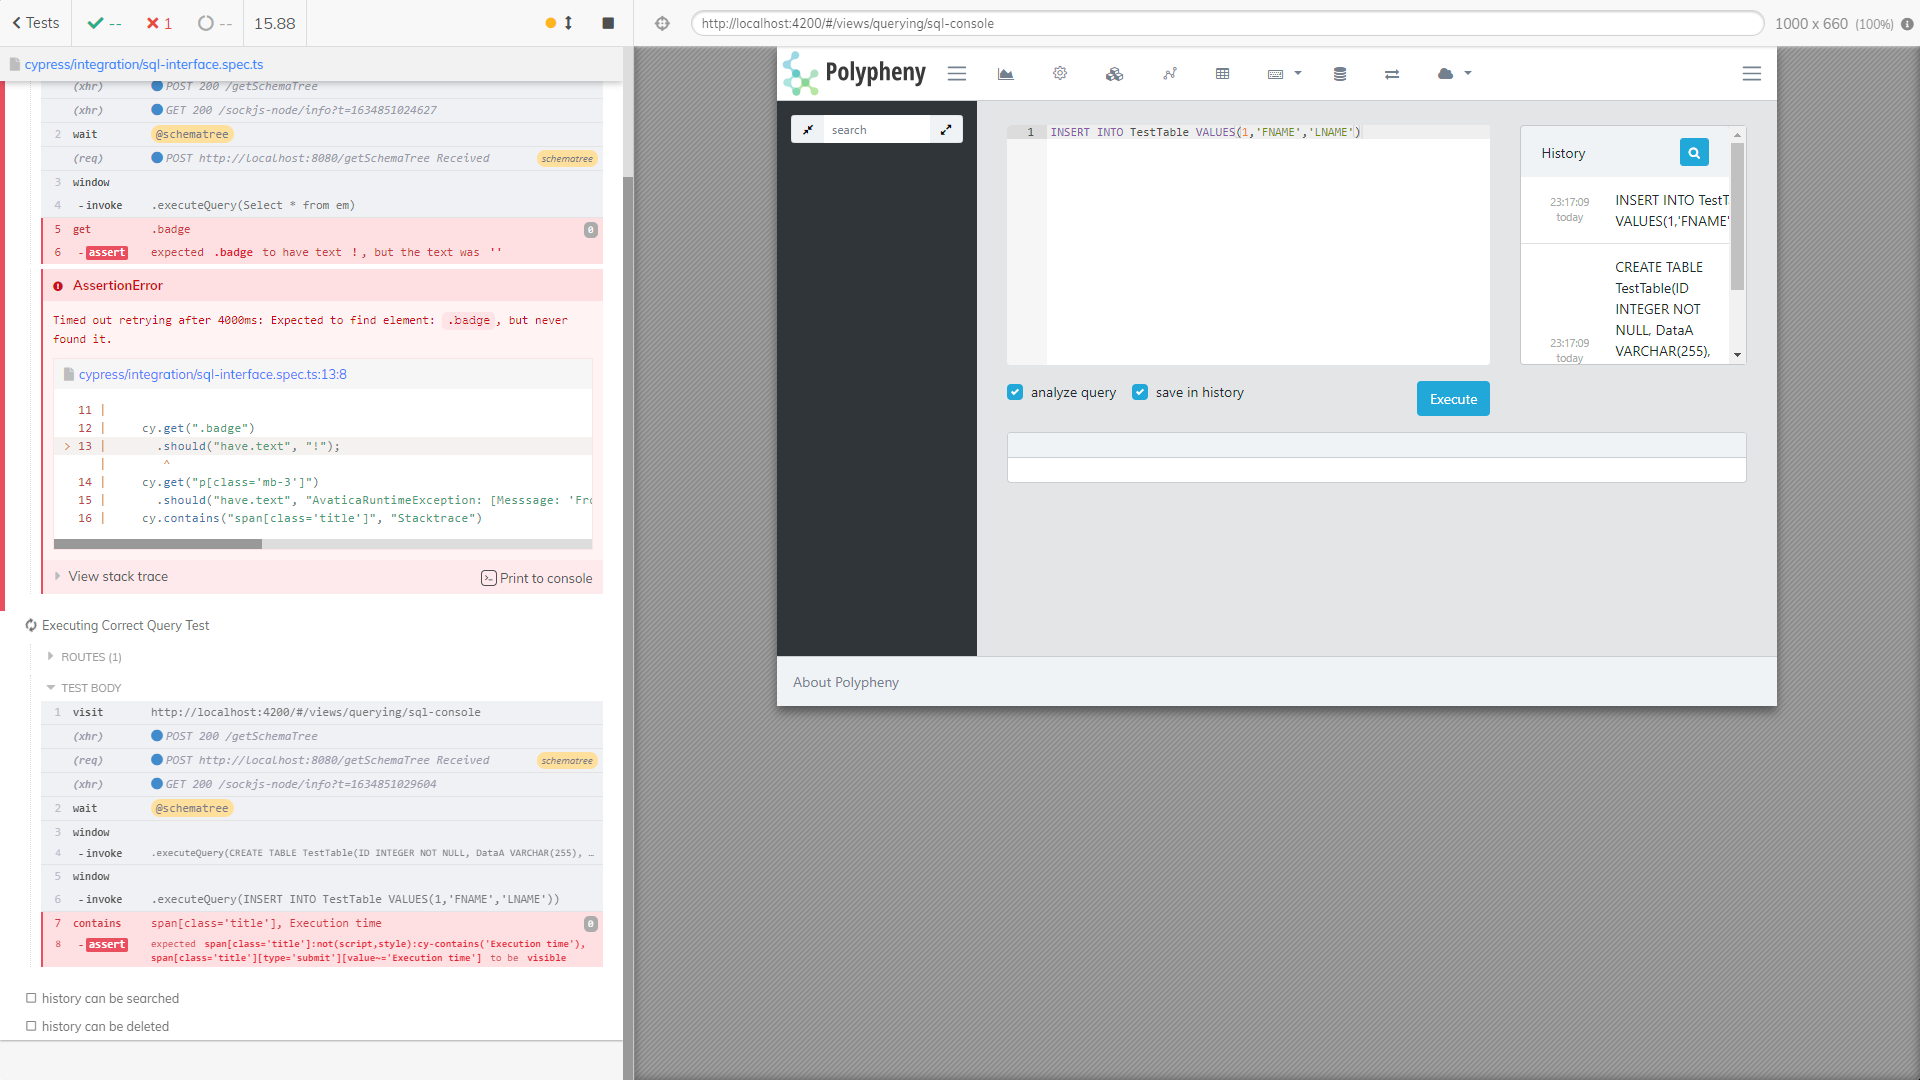 Tests
--
1
--
15.88
http://localhost:4200/#/views/querying/sql-console
1000 x 660 (100%)
cypress/integration/sql-interface.spec.ts
(xhr) POST 200 /getSchemaTree
(xhr) GET 200 /sockjs-node/info?t=1634851024627
2 wait @schematree
(req) POST http://localhost:8080/getSchemaTree Received schematree
3 window
4 -invoke .executeQuery(Select * from em)
5 get .badge 0
6 -assert expected .badge to have text !, but the text was ''
AssertionError
Timed out retrying after 4000ms: Expected to find element: .badge, but never
found it.
cypress/integration/sql-interface.spec.ts:13:8
11 |
12 | cy.get(".badge")
> 13 | .should("have.text", "!");
| ^
14 | cy.get("p[class='mb-3']")
15 | .should("have.text", "AvaticaRuntimeException: [Messsage: 'Fro
16 | cy.contains("span[class='title']", "Stacktrace")
View stack trace
Print to console
Executing Correct Query Test
ROUTES (1)
TEST BODY
1 visit http://localhost:4200/#/views/querying/sql-console
(xhr) POST 200 /getSchemaTree
(req) POST http://localhost:8080/getSchemaTree Received schematree
(xhr) GET 200 /sockjs-node/info?t=1634851029604
2 wait @schematree
3 window
4 -invoke .executeQuery(CREATE TABLE TestTable(ID INTEGER NOT NULL, DataA VARCHAR(255), …
5 window
6 -invoke .executeQuery(INSERT INTO TestTable VALUES(1,'FNAME','LNAME'))
7 contains span[class='title'], Execution time 0
8 -assert expected span[class='title']:not(script,style):cy-contains('Execution time'),
span[class='title'][type='submit'][value~='Execution time'] to be visible
history can be searched
history can be deleted
Polypheny
search
1 INSERT INTO TestTable VALUES(1,'FNAME','LNAME')
History
23:17:09
today
INSERT INTO TestT
VALUES(1,'FNAME'
CREATE TABLE
TestTable(ID
INTEGER NOT
NULL, DataA
VARCHAR(255),
23:17:09
today
analyze query
save in history
Execute
About Polypheny